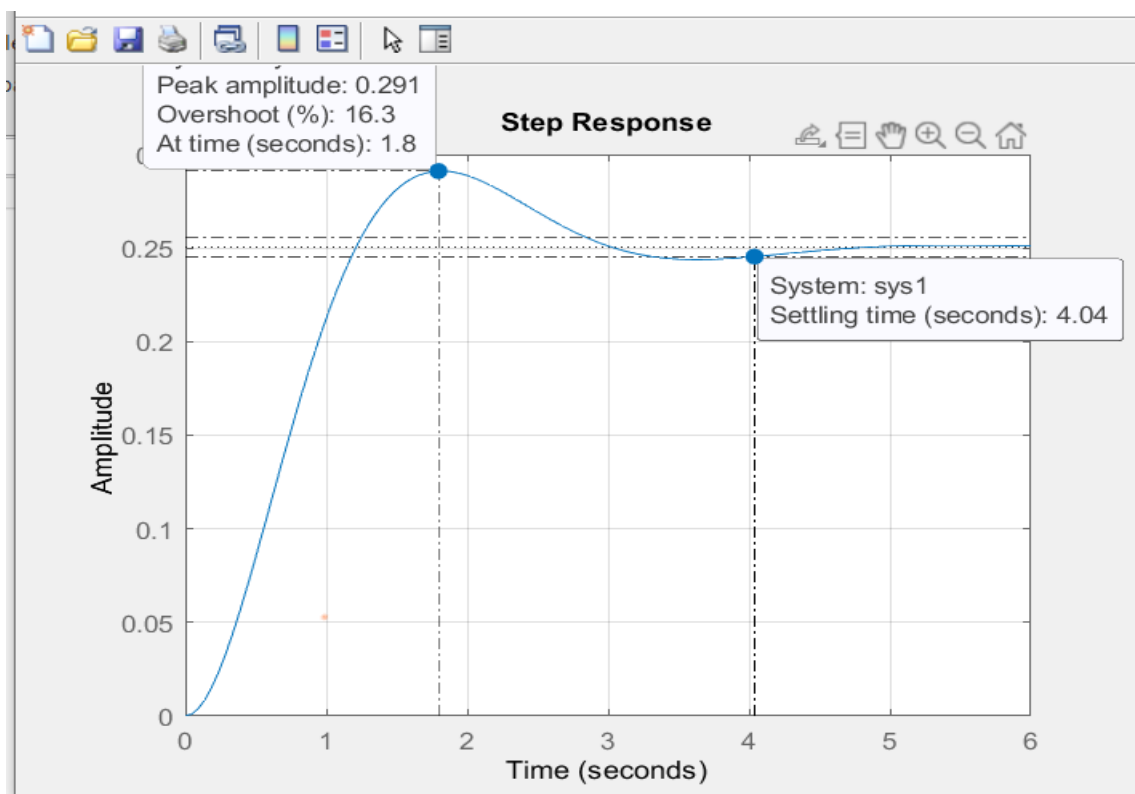 Peak amplitude: 0.291
Overshoot (%): 16.3
At time (seconds): 1.8
Step Response
0.25
0.2
0.15
0.1
0.05
0
Amplitude
System: sys1
Settling time (seconds): 4.04
0 1 2 3 4 5 6
Time (seconds)